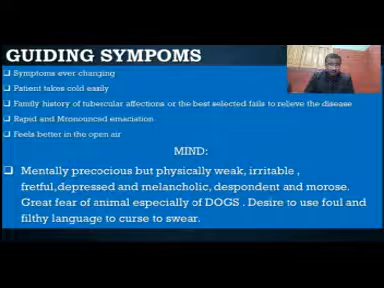 GUIDING SYMPOMS
❑ Symptoms ever changing
❑ Patient takes cold easily
❑ Family history of tubercular affections or the best selected fails to relieve the disease
❑ Rapid and Mronounced emaciation
❑ Feels better in the open air
MIND:
❑ Mentally precocious but physically weak, irritable ,
fretful,depressed and melancholic, despondent and morose.
Great fear of animal especially of DOGS . Desire to use foul and
filthy language to curse to swear.